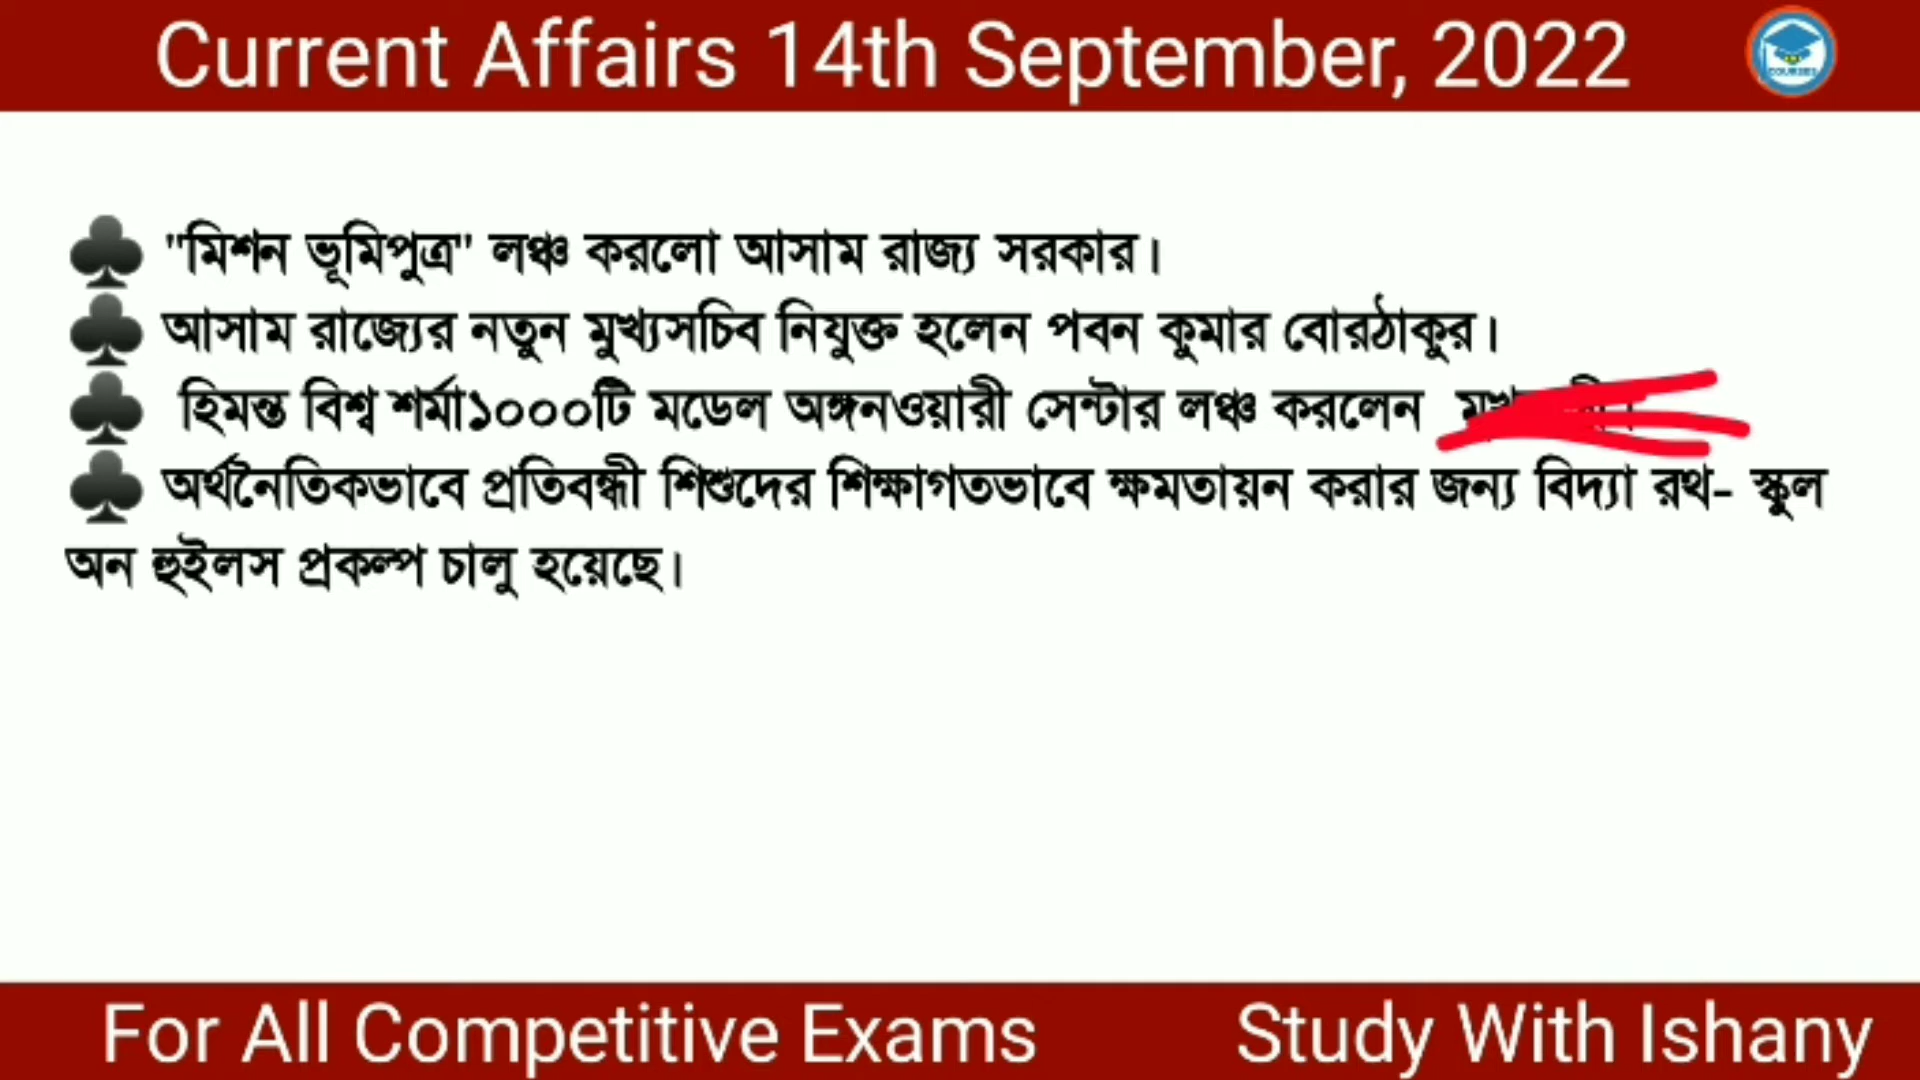 Current Affairs 14th September, 2022
COURSES
"মিশন ভূমিপুত্র" লঞ্চ করলো আসাম রাজ্য সরকার।
আসাম রাজ্যের নতুন মুখ্যসচিব নিযুক্ত হলেন পবন কুমার বোরঠাকুর।
হিমন্ত বিশ্ব শর্মা১০০০টি মডেল অঙ্গনওয়ারী সেন্টার লঞ্চ করলেন
অর্থনৈতিকভাবে প্রতিবন্ধী শিশুদের শিক্ষাগতভাবে ক্ষমতায়ন করার জন্য বিদ্যা রথ- স্কুল
অন হুইলস প্রকল্প চালু হয়েছে।
For All Competitive Exams Study With Ishany